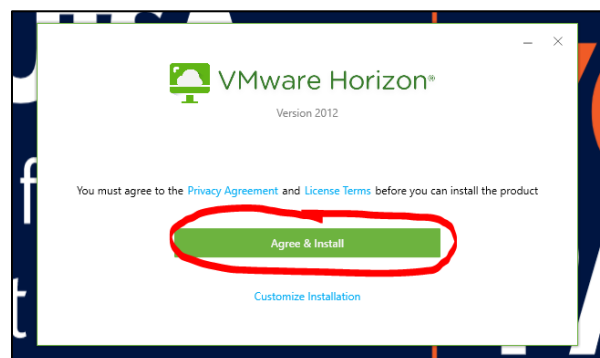 VMware Horizon®
Version 2012
You must agree to the Privacy Agreement and License Terms before you can install the product
Agree & Install
Customize Installation